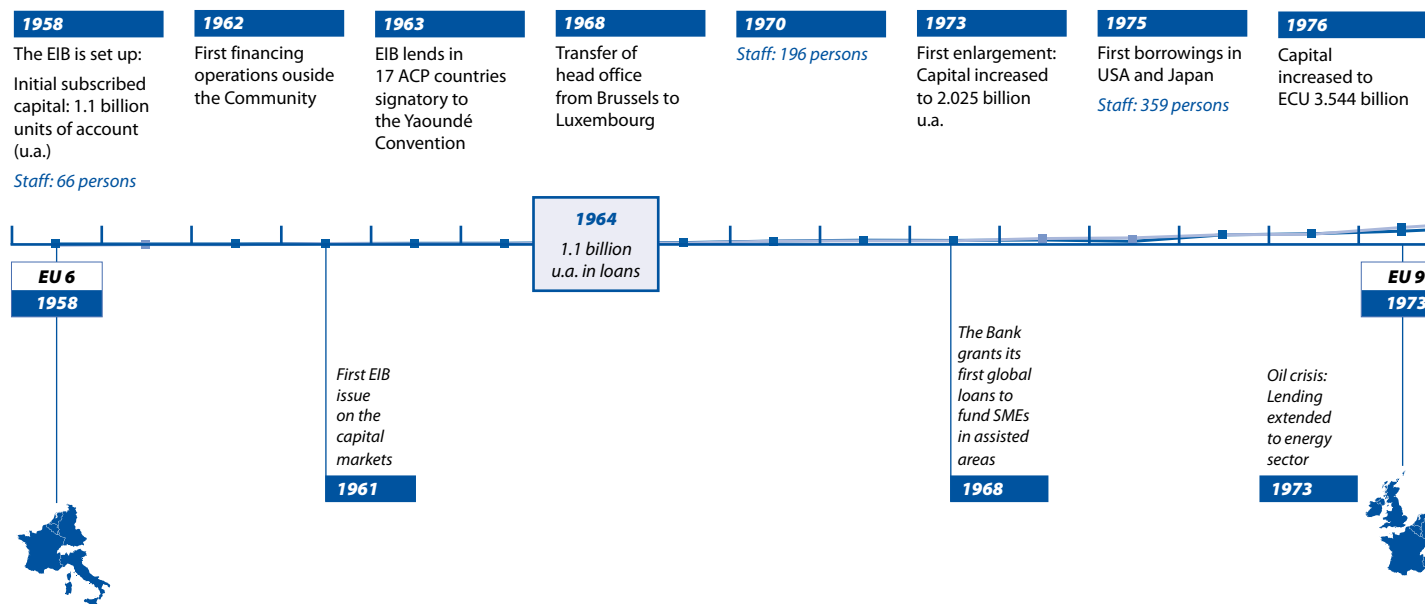 1958
The EIB is set up:
Initial subscribed
capital: 1.1 billion
units of account
(u.a.)
Staff: 66 persons
1962
First financing
operations ouside
the Community
1963
EIB lends in
17 ACP countries
signatory to
the Yaoundé
Convention
1968
Transfer of
head office
from Brussels to
Luxembourg
1970
Staff: 196 persons
1973
First enlargement:
Capital increased
to 2.025 billion
u.a.
1975
First borrowings in
USA and Japan
Staff: 359 persons
1976
Capital
increased to
ECU 3.544 billion
1964
1.1 billion
u.a. in loans
EU 6
1958
First EIB
issue
on the
capital
markets
1961
The Bank
grants its
first global
loans to
fund SMEs
in assisted
areas
1968
Oil crisis:
Lending
extended
to energy
sector
1973
EU 9
1973